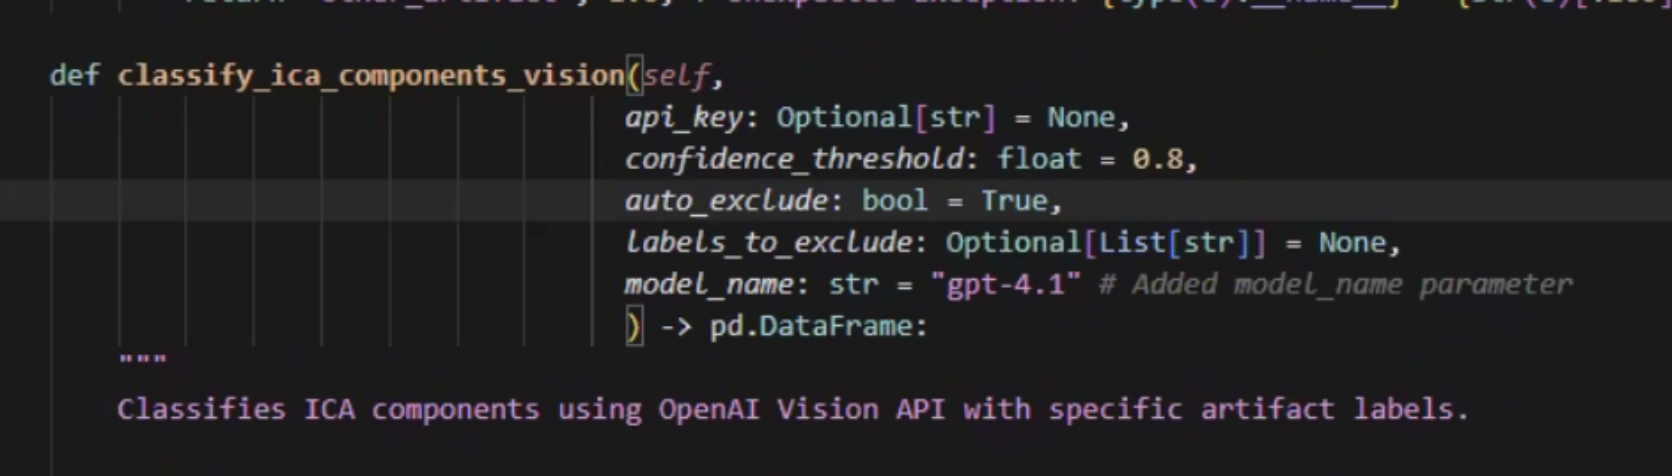 def classify_ica_components_vision(self,
api_key: Optional[str] = None,
confidence_threshold: float = 0.8,
auto_exclude: bool = True,
labels_to_exclude: Optional[List[str]] = None,
model_name: str = "gpt-4.1" # Added model_name parameter
) -> pd.DataFrame:
"""
Classifies ICA components using OpenAI Vision API with specific artifact labels.